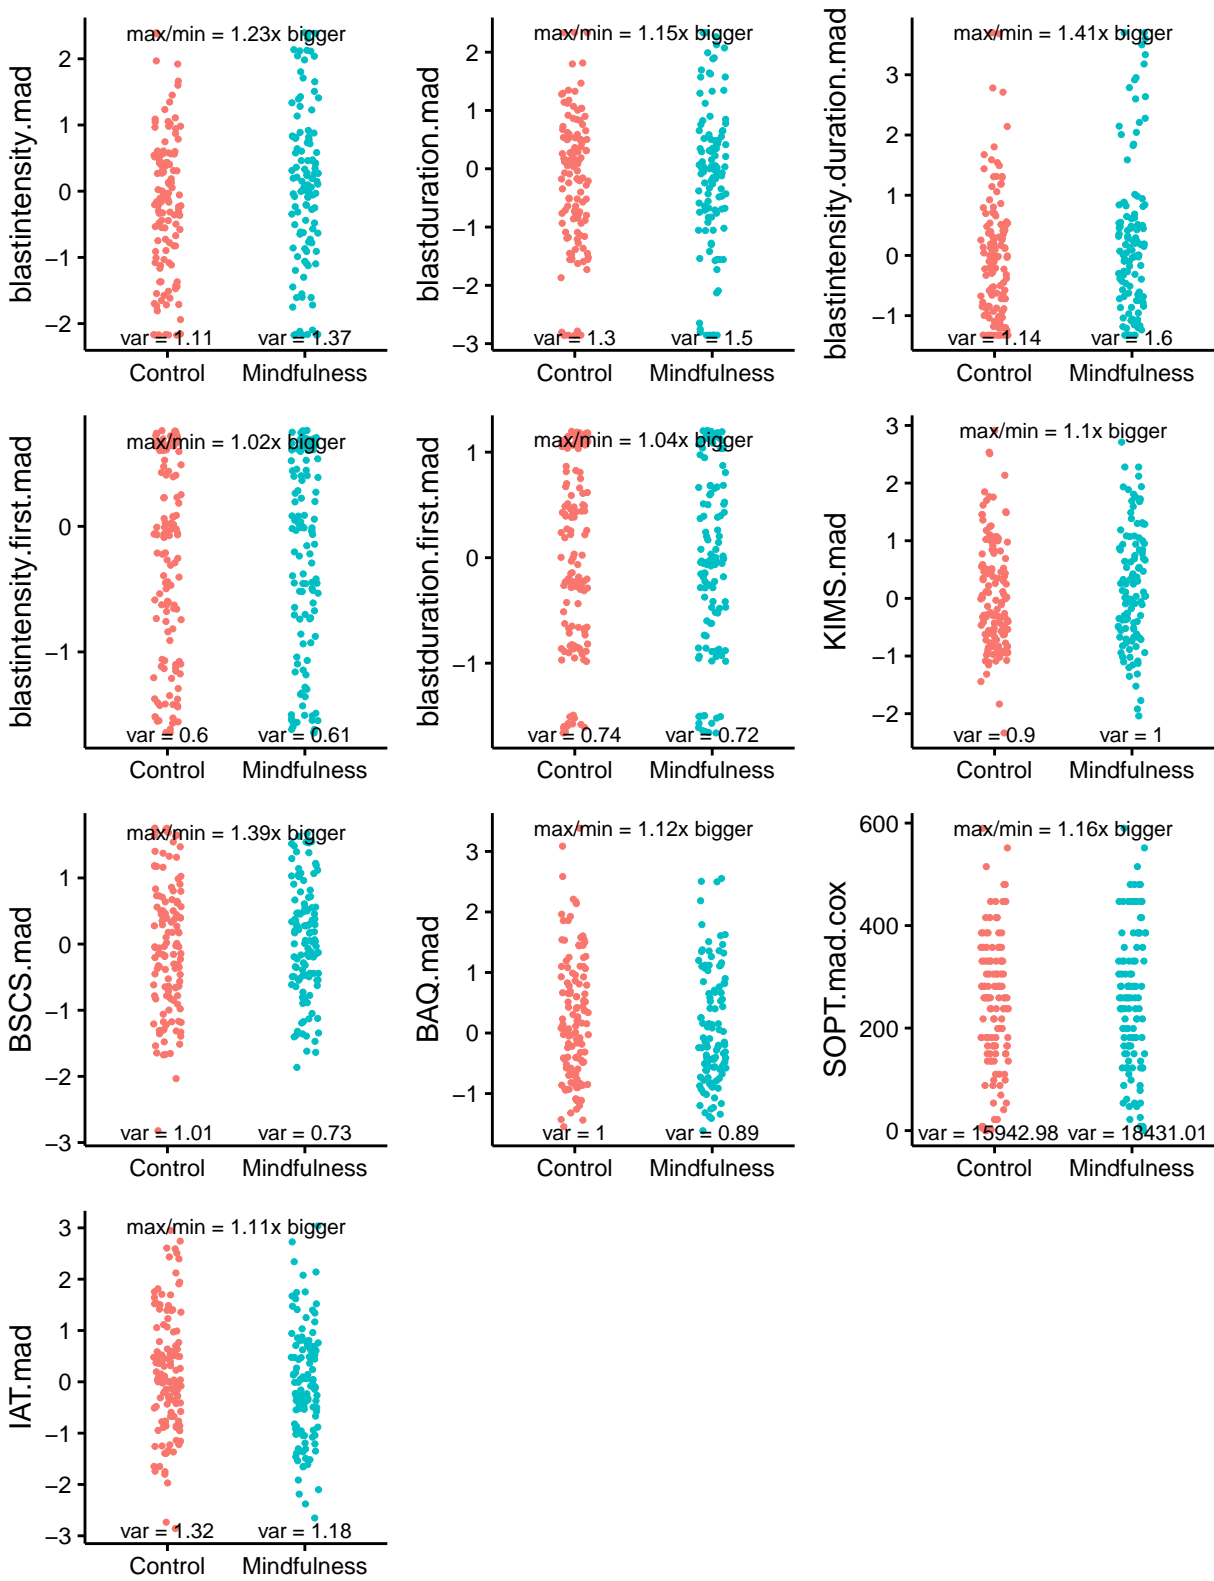 max/min = 1.23x bigger
blastintensity.mad
2
1
0
−1
−2
var = 1.11
var = 1.37
Control
Mindfulness
max/min = 1.15x bigger
blastduration.mad
2
1
0
−1
−2
−3
var = 1.3
var = 1.5
Control
Mindfulness
max/min = 1.41x bigger
blastintensity.duration.mad
3
2
1
0
−1
var = 1.14
var = 1.6
Control
Mindfulness
max/min = 1.02x bigger
blastintensity.first.mad
0
−1
var = 0.6
var = 0.61
Control
Mindfulness
max/min = 1.04x bigger
blastduration.first.mad
1
0
−1
var = 0.74
var = 0.72
Control
Mindfulness
max/min = 1.1x bigger
KIMS.mad
3
2
1
0
−1
−2
var = 0.9
var = 1
Control
Mindfulness
max/min = 1.39x bigger
BSCS.mad
1
0
−1
−2
−3
var = 1.01
var = 0.73
Control
Mindfulness
max/min = 1.12x bigger
BAQ.mad
3
2
1
0
−1
var = 1
var = 0.89
Control
Mindfulness
max/min = 1.16x bigger
SOPT.mad.cox
600
400
200
0
var = 15942.98
var = 18431.01
Control
Mindfulness
max/min = 1.11x bigger
IAT.mad
3
2
1
0
−1
−2
−3
var = 1.32
var = 1.18
Control
Mindfulness